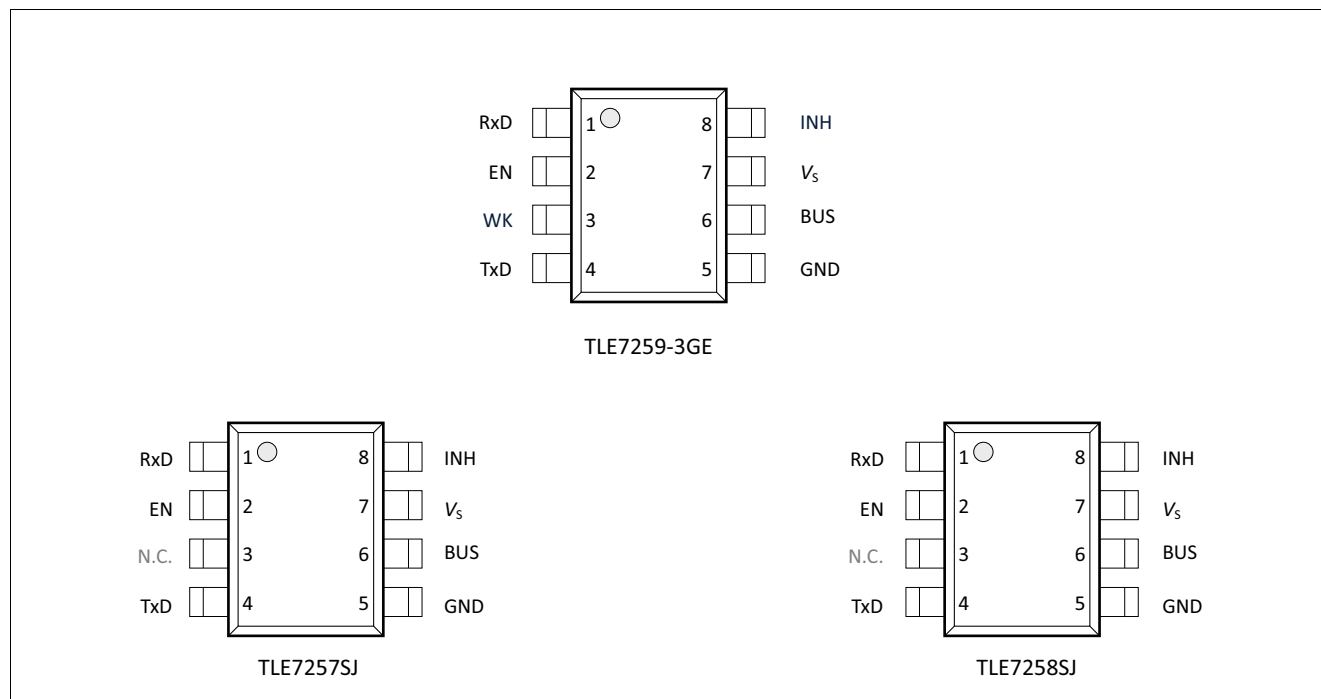 RxD 1 8 INH
EN 2 7 VS
WK 3 6 BUS
TxD 4 5 GND
TLE7259-3GE
RxD 1 8 INH
EN 2 7 VS
N.C. 3 6 BUS
TxD 4 5 GND
TLE7257SJ
RxD 1 8 INH
EN 2 7 VS
N.C. 3 6 BUS
TxD 4 5 GND
TLE7258SJ